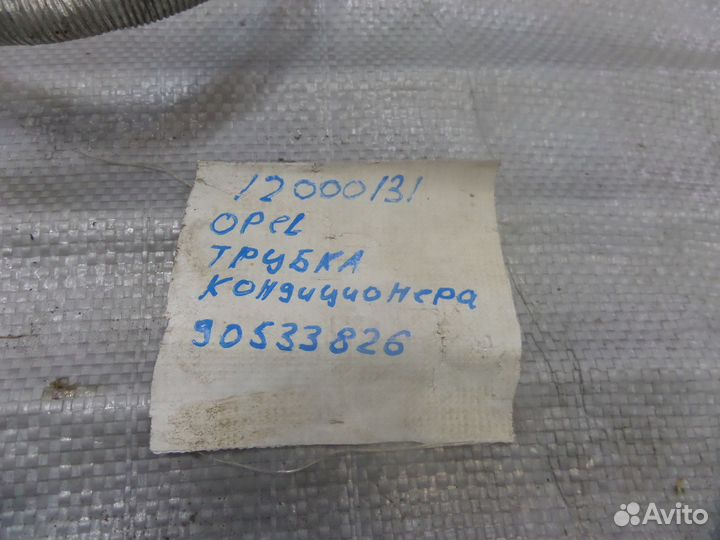 12000131
OPEL
ТРУБКА
кондиционера
90533826
Avito